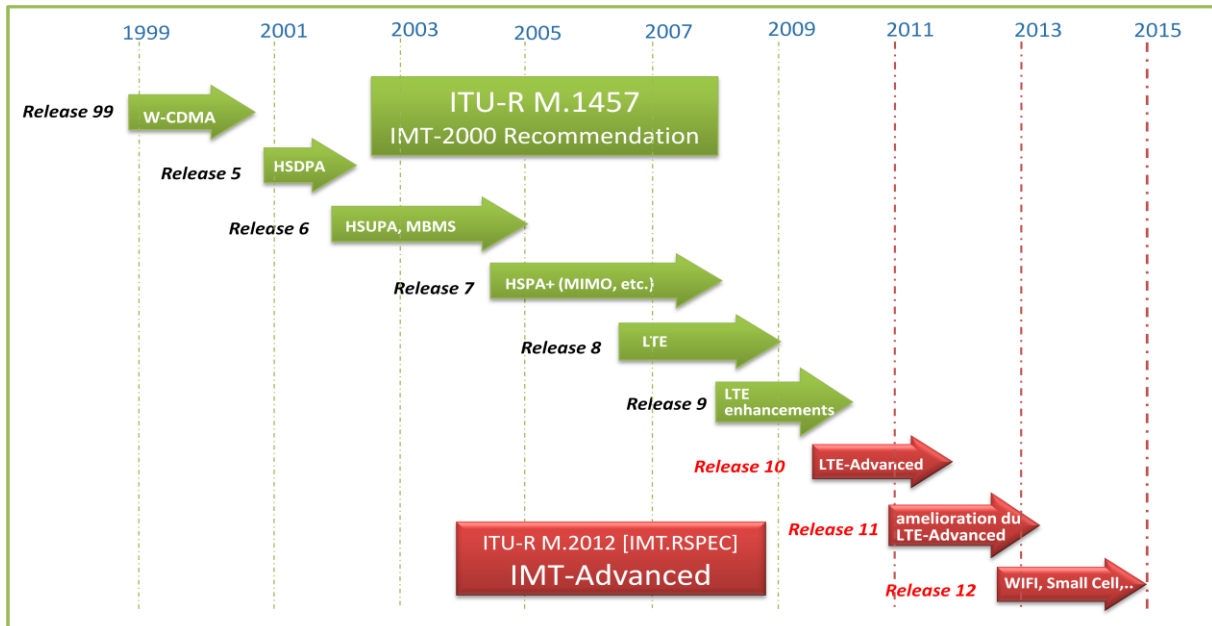 1999 2001 2003 2005 2007 2009 2011 2013 2015
ITU-R M.1457
IMT-2000 Recommendation
Release 99
W-CDMA
Release 5
HSDPA
Release 6
HSUPA, MBMS
Release 7
HSPA+ (MIMO, etc.)
Release 8
LTE
Release 9
LTE
enhancements
Release 10
LTE-Advanced
Release 11
amelioration du
LTE-Advanced
ITU-R M.2012 [IMT.RSPEC]
IMT-Advanced
Release 12
WIFI, Small Cell,..